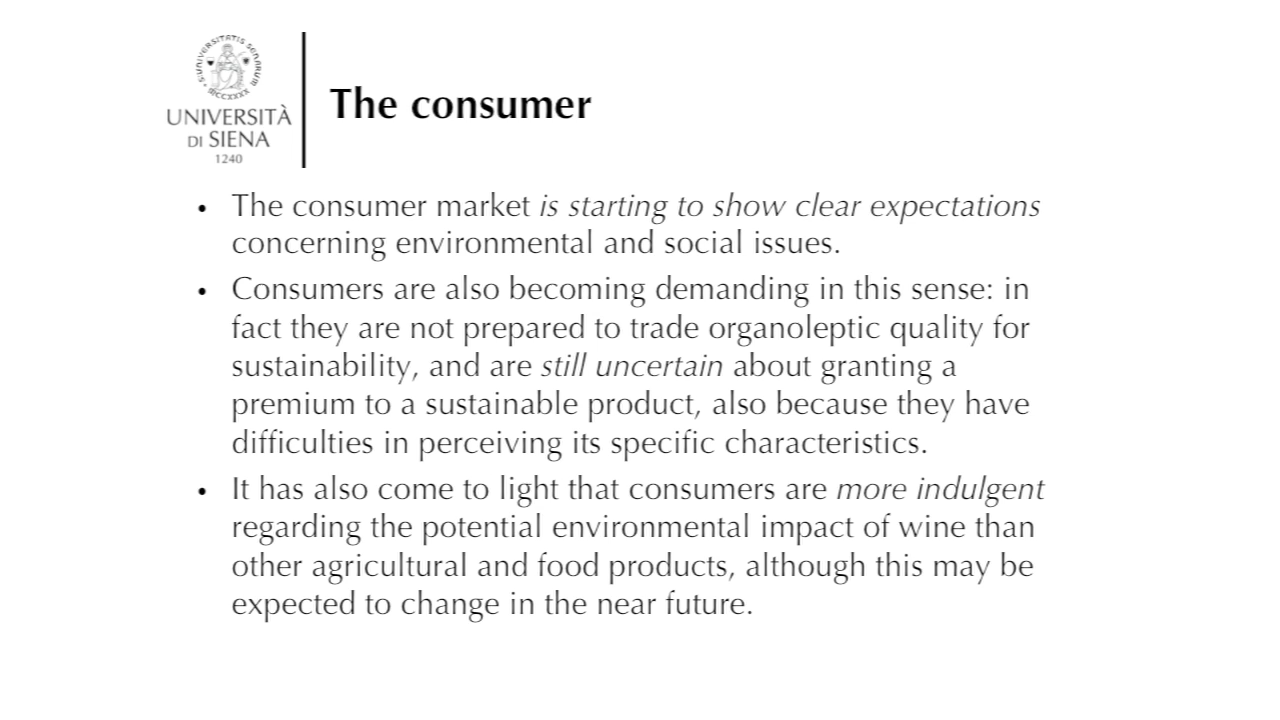 SVNIVERSITATIS SENARVM
MCCXXXX
UNIVERSITÀ
DI SIENA
1240
The consumer
• The consumer market is starting to show clear expectations
concerning environmental and social issues.
• Consumers are also becoming demanding in this sense: in
fact they are not prepared to trade organoleptic quality for
sustainability, and are still uncertain about granting a
premium to a sustainable product, also because they have
difficulties in perceiving its specific characteristics.
• It has also come to light that consumers are more indulgent
regarding the potential environmental impact of wine than
other agricultural and food products, although this may be
expected to change in the near future.